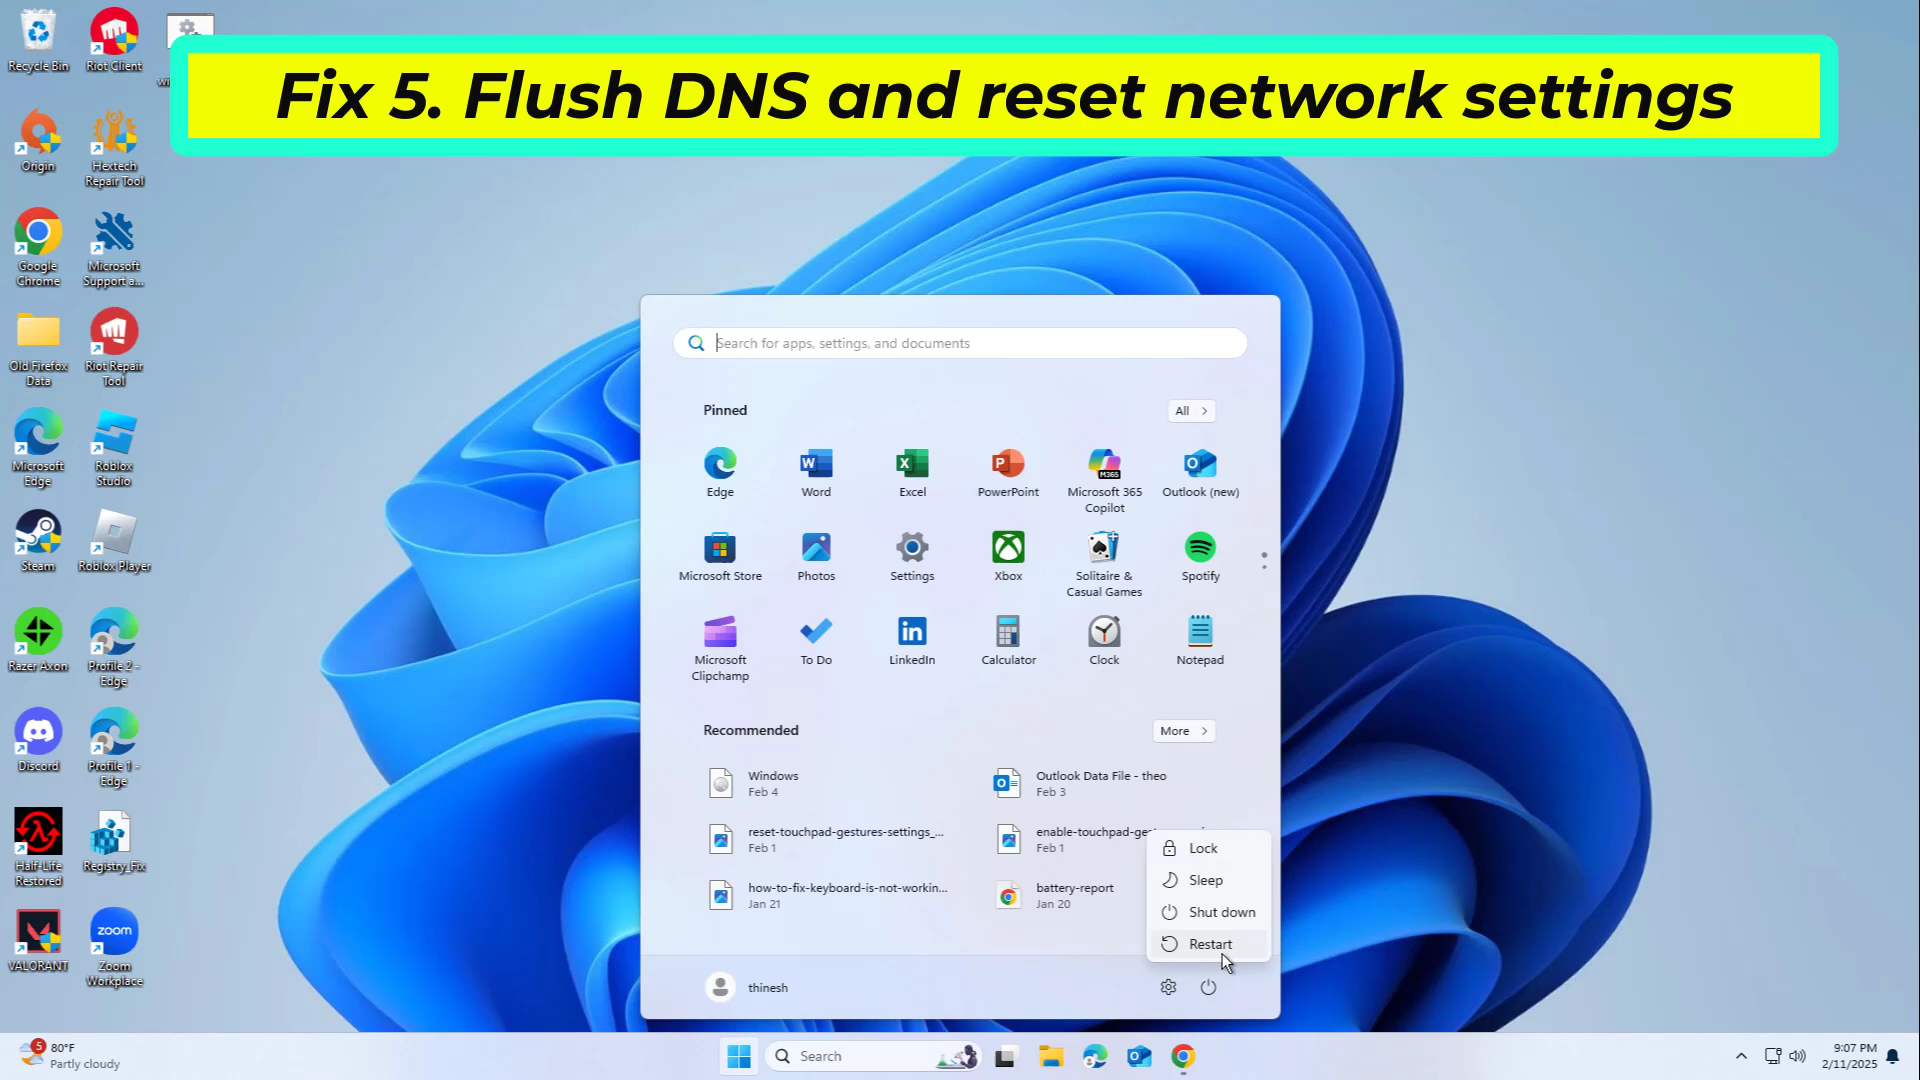 Fix 5. Flush DNS and reset network settings
Recycle Bin
Riot Client
Origin
Hextech
Repair Tool
Google
Chrome
Microsoft
Support a...
Old Firefox
Data
Riot Repair
Tool
Microsoft
Edge
Roblox
Studio
Steam
Roblox Player
Razer Axon
Profile 2 -
Edge
Discord
Profile 1 -
Edge
Half-Life
Restored
Registry_Fix
VALORANT
zoom
Zoom
Workplace
Search for apps, settings, and documents
Pinned
All
Edge
Word
Excel
PowerPoint
M365
Microsoft 365
Copilot
Outlook (new)
Microsoft Store
Photos
Settings
Xbox
Solitaire &
Casual Games
Spotify
Microsoft
Clipchamp
To Do
LinkedIn
Calculator
Clock
Notepad
Recommended
More
Windows
Feb 4
Outlook Data File - theo
Feb 3
reset-touchpad-gestures-settings_...
Feb 1
Feb 1
how-to-fix-keyboard-is-not-workin...
Jan 21
battery-report
Jan 20
Lock
Sleep
Shut down
Restart
thinesh
5
80°F
Partly cloudy
Search
9:07 PM
2/11/2025